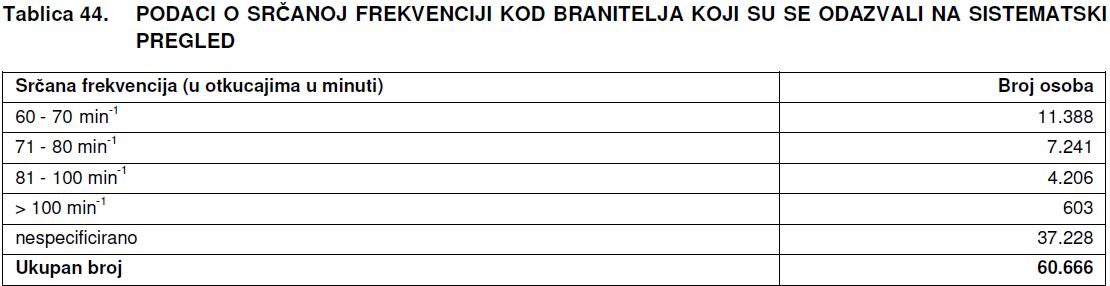 Tablica 44. PODACI O SRČANOJ FREKVENCIJI KOD BRANITELJA KOJI SU SE ODAZVALI NA SISTEMATSKI
PREGLED
Srčana frekvencija (u otkucajima u minuti) Broj osoba
60 - 70 min⁻¹ 11.388
71 - 80 min⁻¹ 7.241
81 - 100 min⁻¹ 4.206
> 100 min⁻¹ 603
nespecificirano 37.228
Ukupan broj 60.666